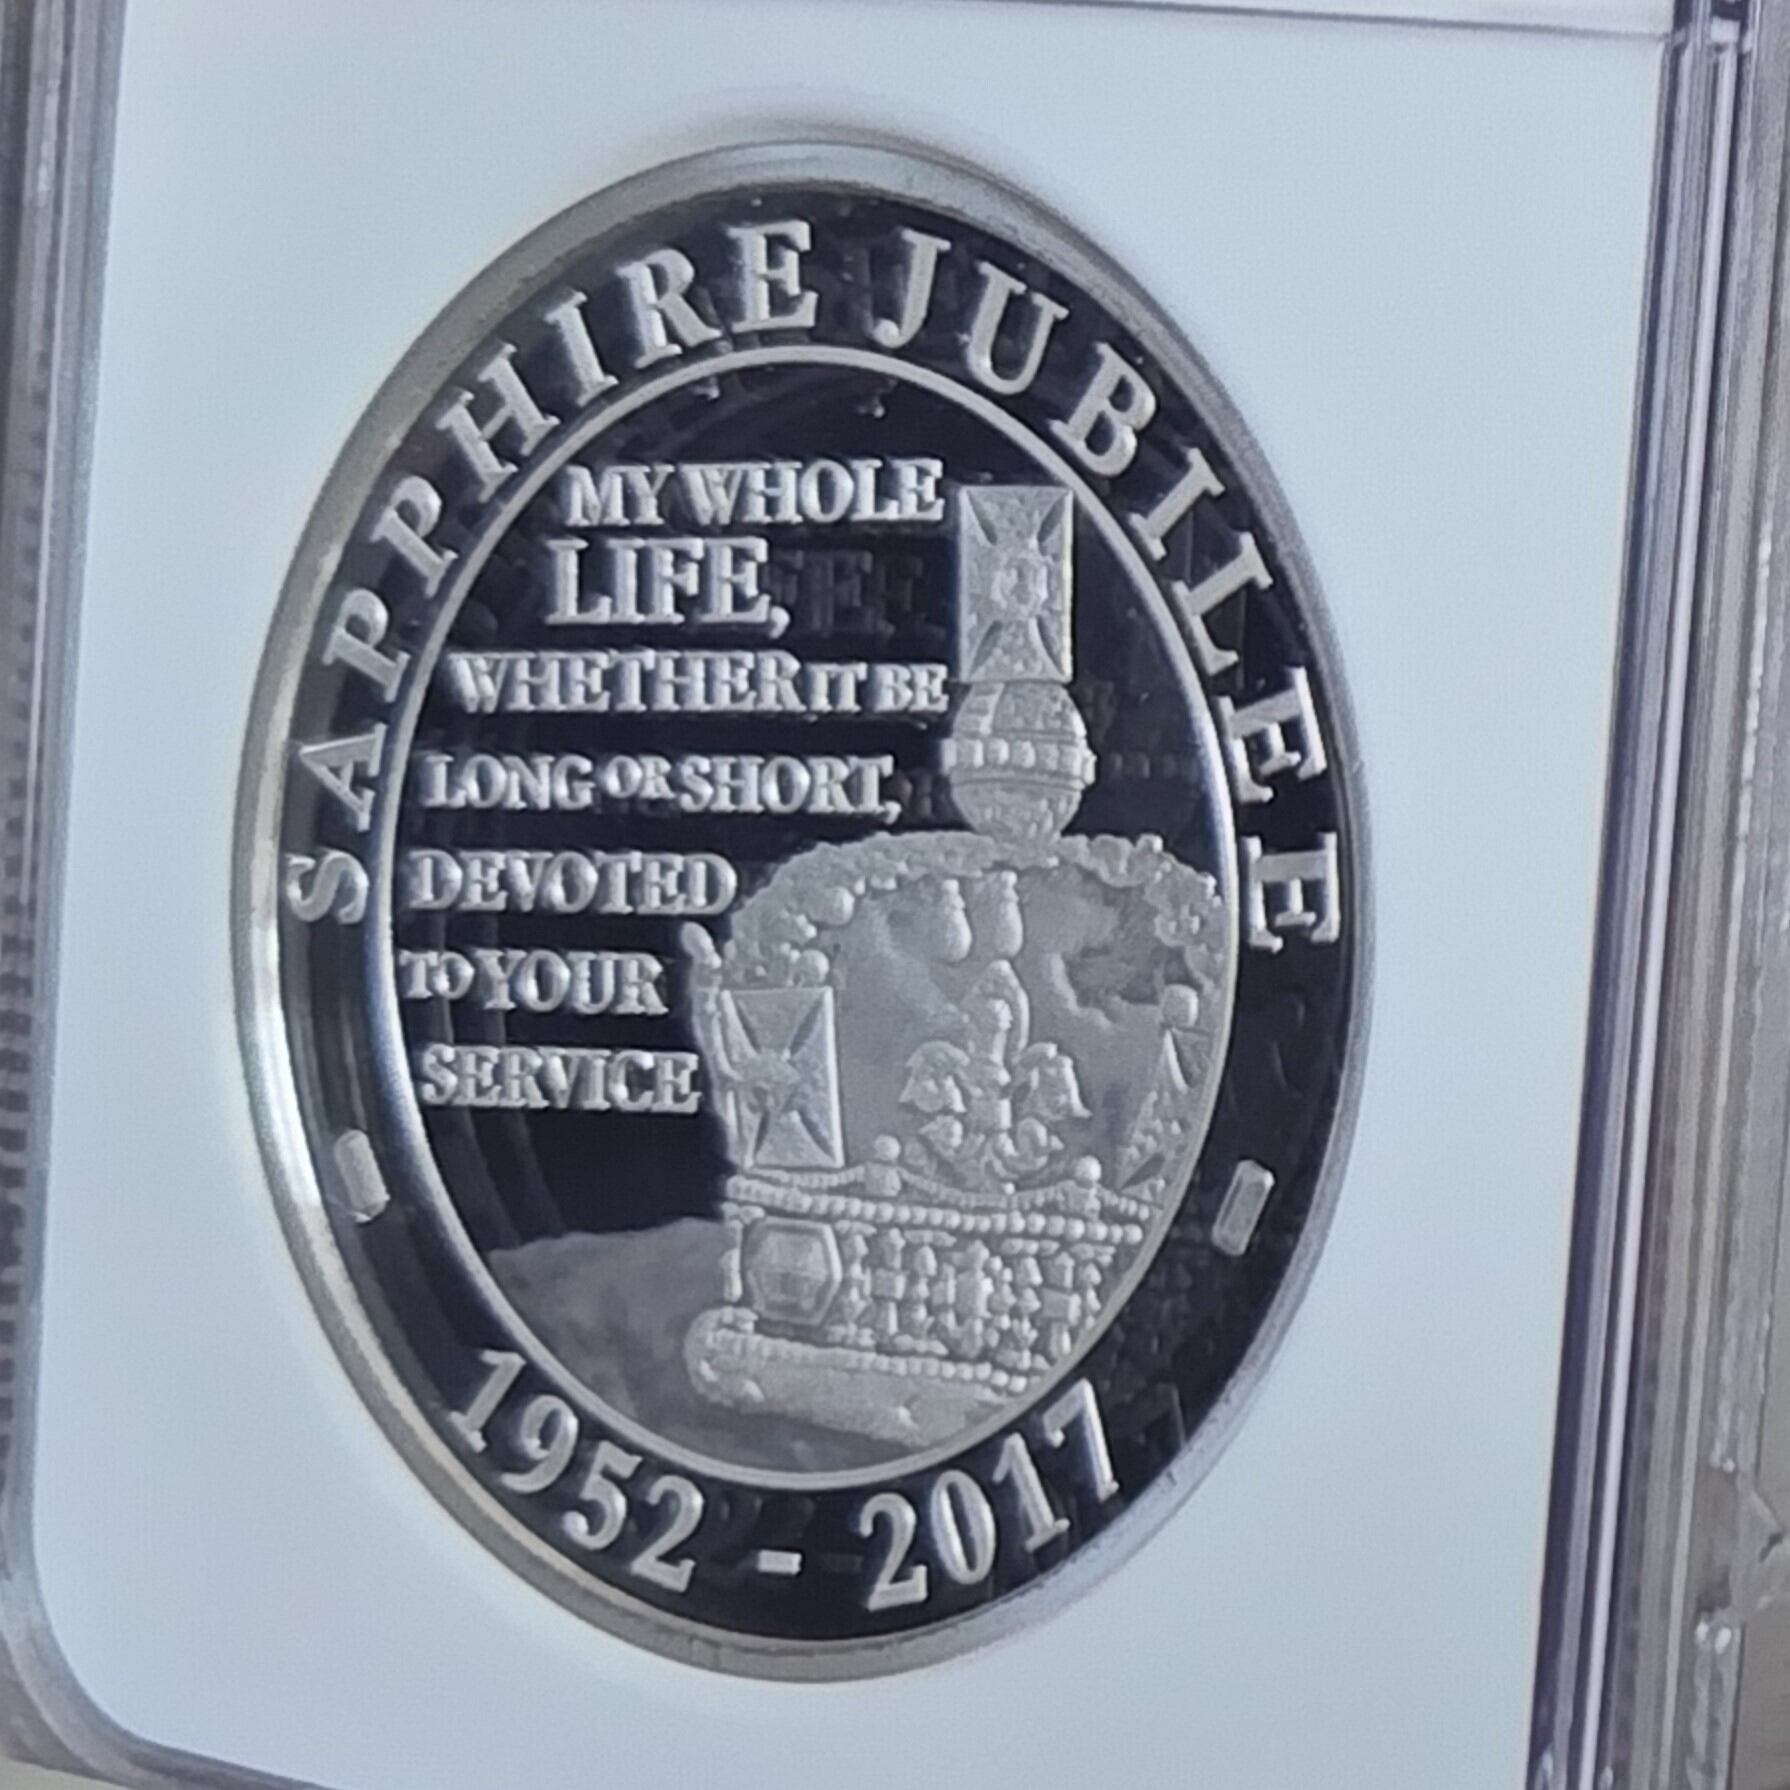 SAPPHIRE JUBILEE
MY WHOLE
LIFE,
WHETHER IT BE
LONG OR SHORT,
DEVOTED
TO YOUR
SERVICE
1952 - 2017